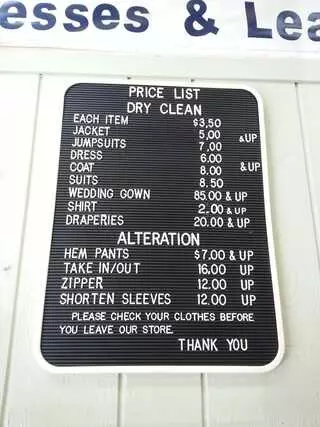 esses & Lea
PRICE LIST
DRY CLEAN
EACH ITEM $3.50
JACKET 5.00 & UP
JUMPSUITS 7.00
DRESS 6.00
COAT 8.00 & UP
SUITS 8.50
WEDDING GOWN 85.00 & UP
SHIRT 2.00 & UP
DRAPERIES 20.00 & UP
ALTERATION
HEM PANTS $7.00 & UP
TAKE IN/OUT 16.00 UP
ZIPPER 12.00 UP
SHORTEN SLEEVES 12.00 UP
PLEASE CHECK YOUR CLOTHES BEFORE
YOU LEAVE OUR STORE.
THANK YOU